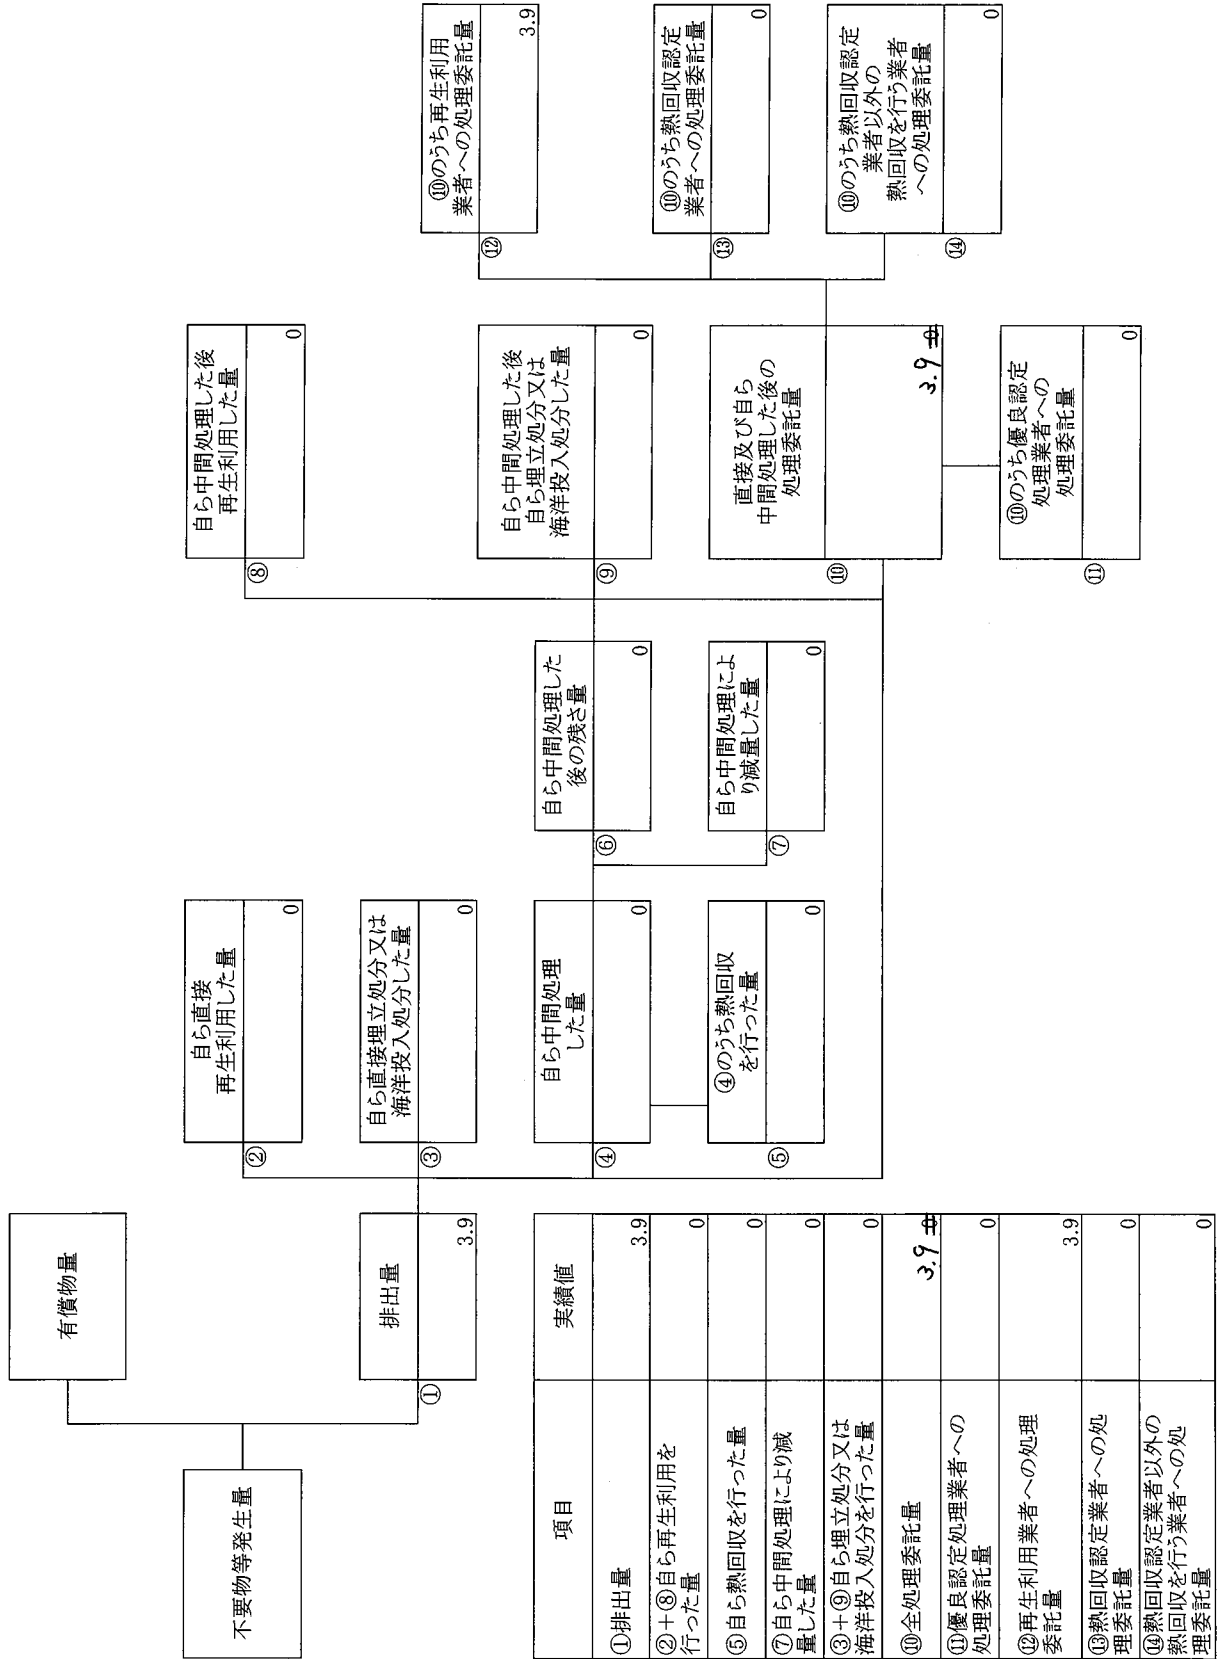 有償物量
不要物等発生量
①
排出量
3.9
②
自ら直接
再生利用した量
0
③
自ら直接埋立処分又は
海洋投入処分した量
0
④
自ら中間処理
した量
0
⑤
④のうち熱回収
を行った量
0
⑥
自ら中間処理した
後の残さ量
0
⑦
自ら中間処理によ
り減量した量
0
⑧
自ら中間処理した後
再生利用した量
0
⑨
自ら中間処理した後
自ら埋立処分又は
海洋投入処分した量
0
⑩
直接及び自ら
中間処理した後の
処理委託量
3.9 0
⑪
⑩のうち優良認定
処理業者への
処理委託量
0
⑫
⑩のうち再生利用
業者への処理委託量
3.9
⑬
⑩のうち熱回収認定
業者への処理委託量
0
⑭
⑩のうち熱回収認定
業者以外の
熱回収を行う業者
への処理委託量
0
項目 実績値
①排出量 3.9
②+⑧自ら再生利用を
行った量 0
⑤自ら熱回収を行った量 0
⑦自ら中間処理により減
量した量 0
③+⑨自ら埋立処分又は
海洋投入処分を行った量 0
⑩全処理委託量 3.9 0
⑪優良認定処理業者への
処理委託量 0
⑫再生利用業者への処理
委託量 3.9
⑬熱回収認定業者への処
理委託量 0
⑭熱回収認定業者以外の
熱回収を行う業者への処
理委託量 0